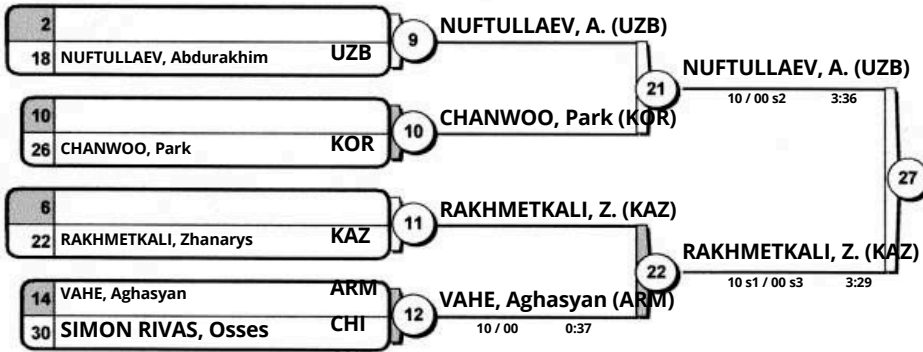 2
18 NUFTULLAEV, Abdurakhim UZB
9
NUFTULLAEV, A. (UZB)
10
26 CHANWOO, Park KOR
10
CHANWOO, Park (KOR)
21
NUFTULLAEV, A. (UZB)
10 / 00 s2 3:36
6
22 RAKHMETKALI, Zhanarys KAZ
11
RAKHMETKALI, Z. (KAZ)
14 VAHE, Aghasyan ARM
30 SIMON RIVAS, Osses CHI
12
VAHE, Aghasyan (ARM)
10 / 00 0:37
22
RAKHMETKALI, Z. (KAZ)
10 s1 / 00 s3 3:29
27